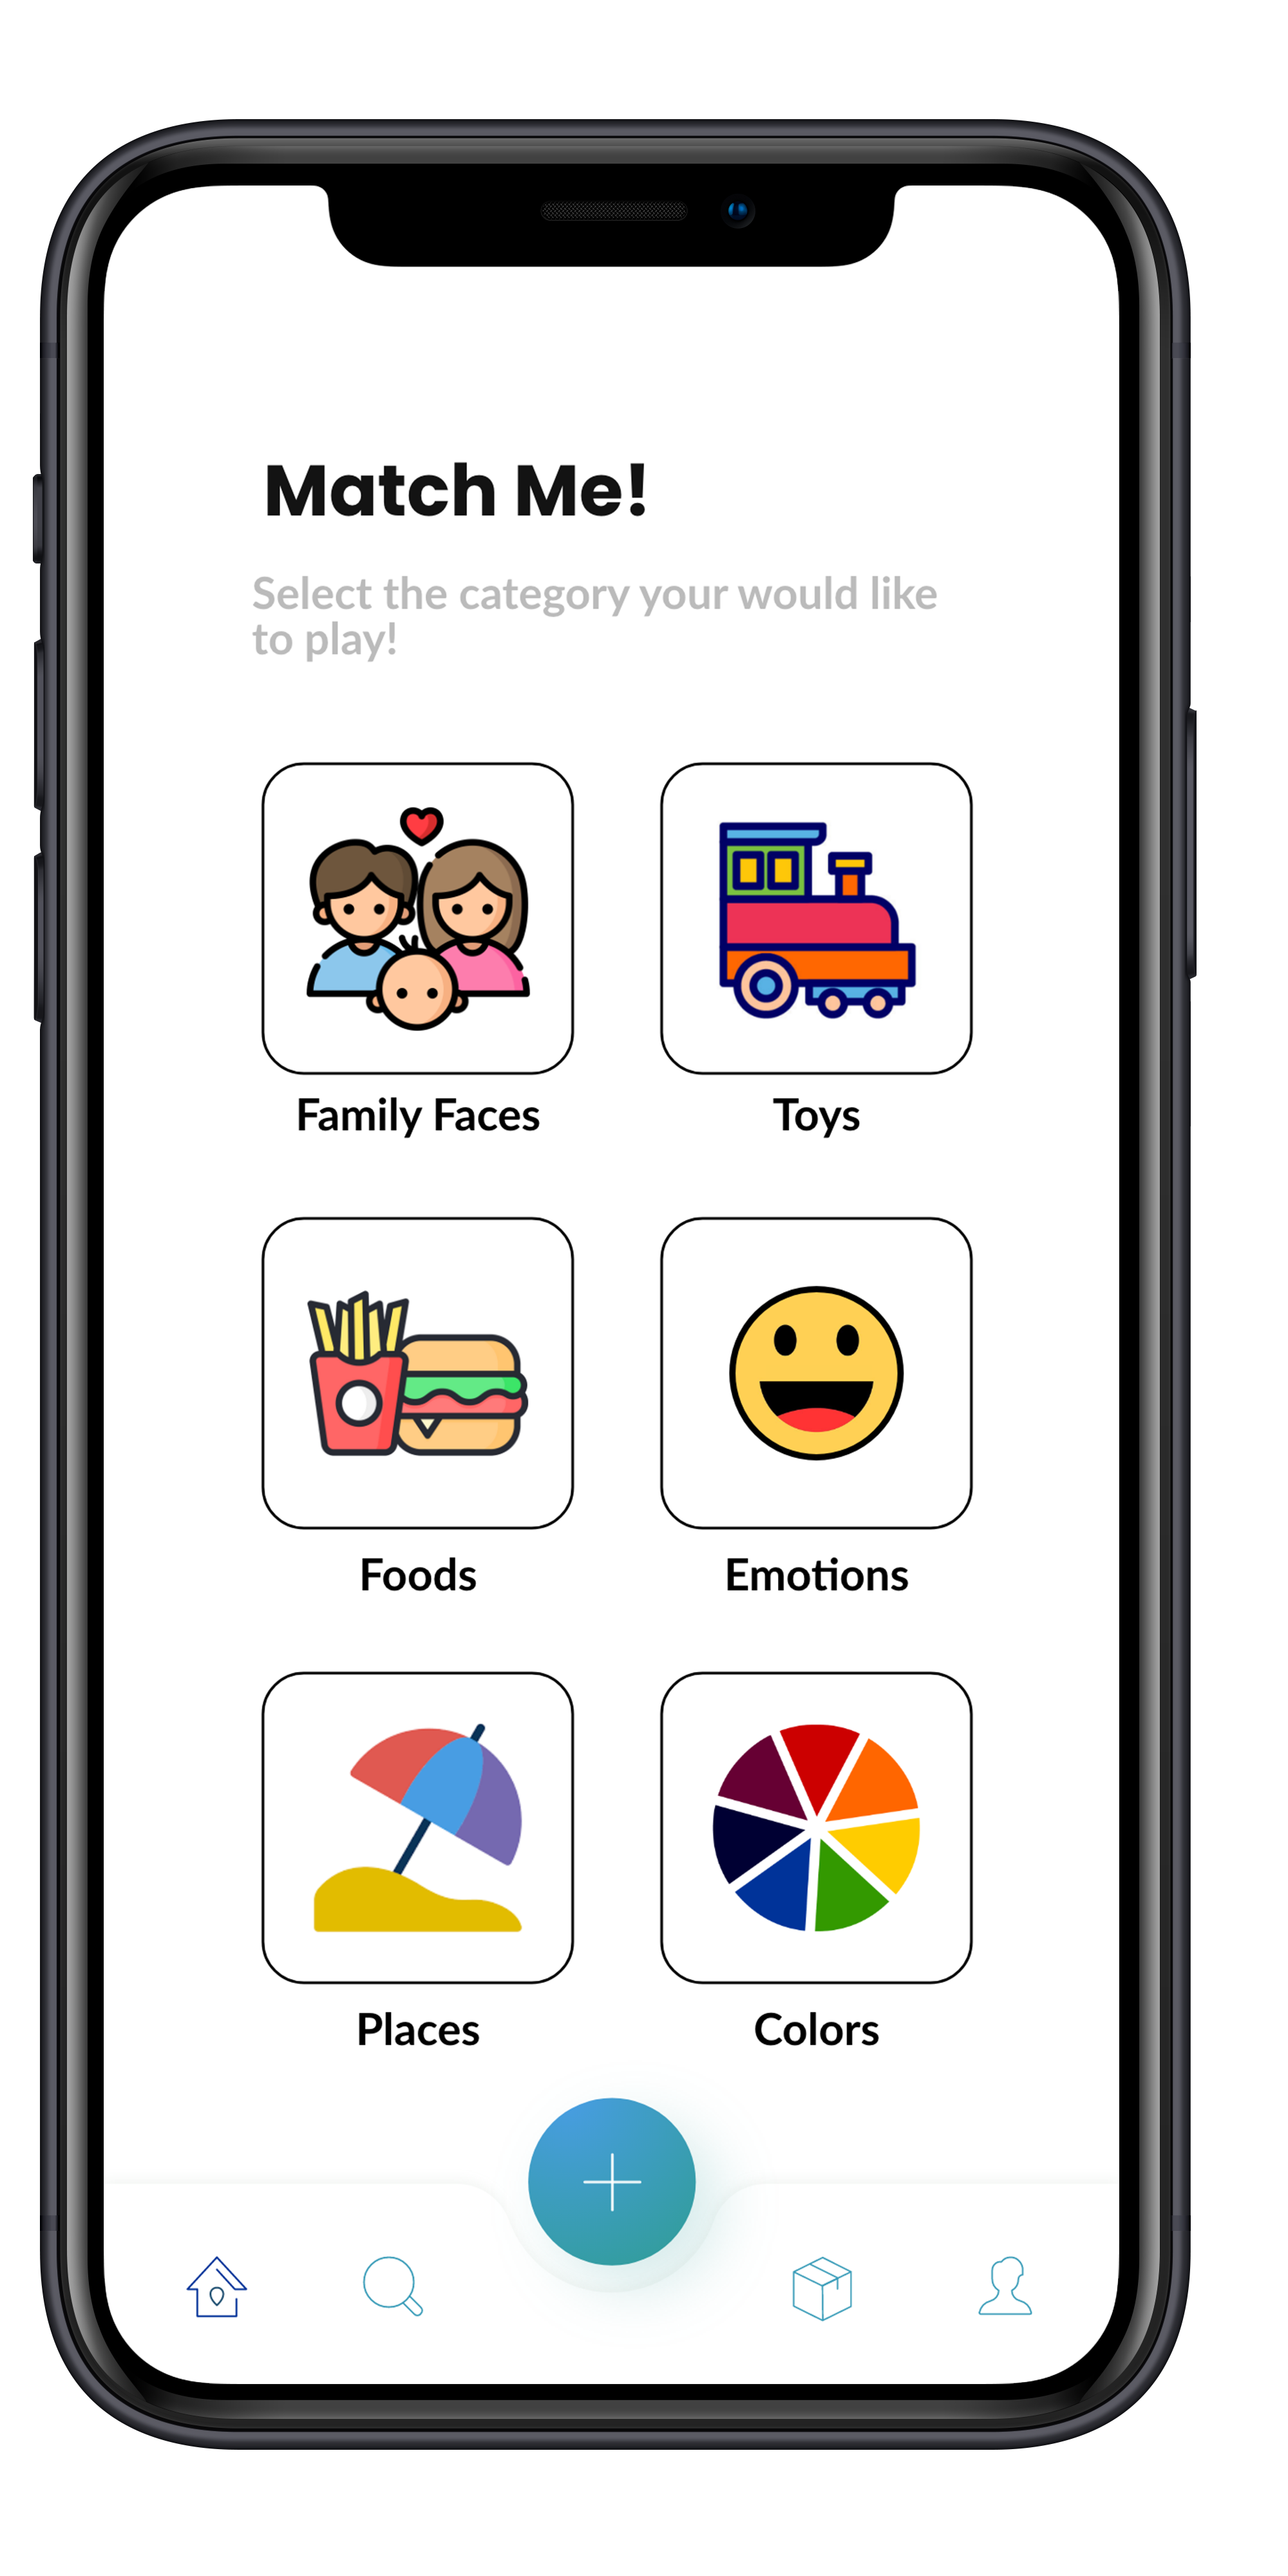 Match Me!
Select the category your would like
to play!
Family Faces
Toys
Foods
Emotions
Places
Colors